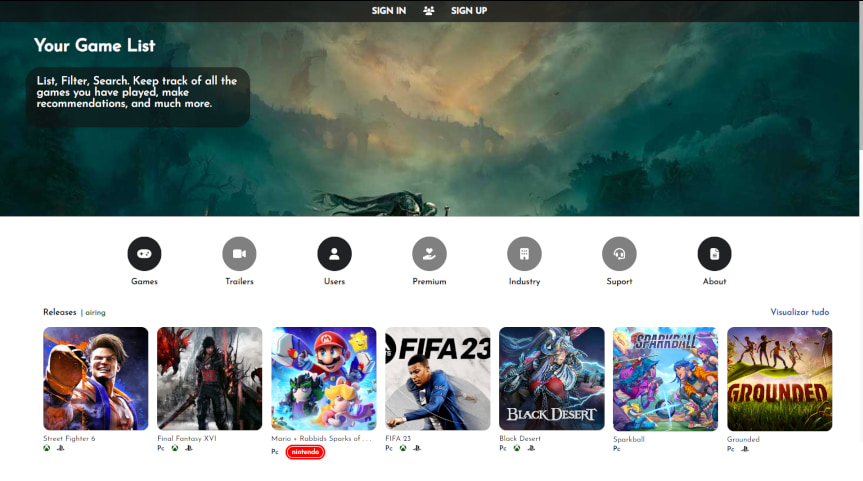 SIGN IN SIGN UP
Your Game List
List, Filter, Search. Keep track of all the
games you have played, make
recommendations, and much more.
Games Trailers Users Premium Industry Suport About
Releases | airing Visualizar tudo
FIFA 23
SPARKBALL
BLACK DESERT
GROUNDED
Street Fighter 6 Final Fantasy XVI Mario + Rabbids Sparks of . . . FIFA 23 Black Desert Sparkball Grounded
Pc Pc nintendo Pc Pc Pc Pc